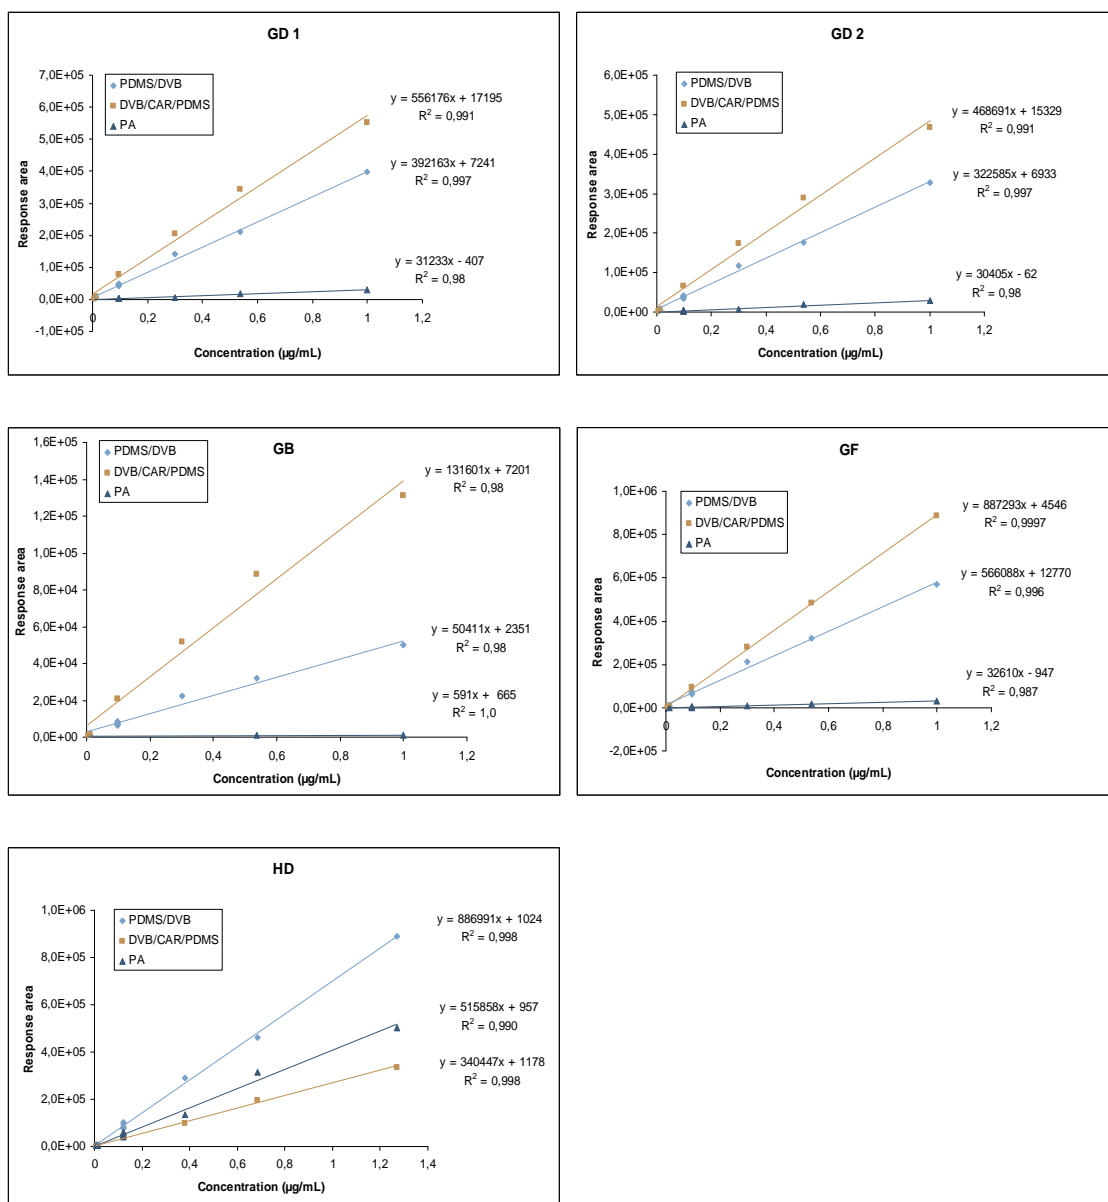 GD 1
7,0E+05
6,0E+05
5,0E+05
4,0E+05
3,0E+05
2,0E+05
1,0E+05
0,0E+00
-1,0E+05
Response area
PDMS/DVB
DVB/CAR/PDMS
PA
y = 556176x + 17195
R² = 0,991
y = 392163x + 7241
R² = 0,997
y = 31233x - 407
R² = 0,98
0 0,2 0,4 0,6 0,8 1 1,2
Concentration (µg/mL)
GD 2
6,0E+05
5,0E+05
4,0E+05
3,0E+05
2,0E+05
1,0E+05
0,0E+00
Response area
PDMS/DVB
DVB/CAR/PDMS
PA
y = 468691x + 15329
R² = 0,991
y = 322585x + 6933
R² = 0,997
y = 30405x - 62
R² = 0,98
0 0,2 0,4 0,6 0,8 1 1,2
Concentration (µg/mL)
GB
1,6E+05
1,4E+05
1,2E+05
1,0E+05
8,0E+04
6,0E+04
4,0E+04
2,0E+04
0,0E+00
Response area
PDMS/DVB
DVB/CAR/PDMS
PA
y = 131601x + 7201
R² = 0,98
y = 50411x + 2351
R² = 0,98
y = 591x + 665
R² = 1,0
0 0,2 0,4 0,6 0,8 1 1,2
Concentration (µg/mL)
GF
1,0E+06
8,0E+05
6,0E+05
4,0E+05
2,0E+05
0,0E+00
-2,0E+05
Response area
PDMS/DVB
DVB/CAR/PDMS
PA
y = 887293x + 4546
R² = 0,9997
y = 566088x + 12770
R² = 0,996
y = 32610x - 947
R² = 0,987
0 0,2 0,4 0,6 0,8 1 1,2
Concentration (µg/mL)
HD
1,0E+06
8,0E+05
6,0E+05
4,0E+05
2,0E+05
0,0E+00
Response area
PDMS/DVB
DVB/CAR/PDMS
PA
y = 886991x + 1024
R² = 0,998
y = 515858x + 957
R² = 0,990
y = 340447x + 1178
R² = 0,998
0 0,2 0,4 0,6 0,8 1 1,2 1,4
Concentration (µg/mL)